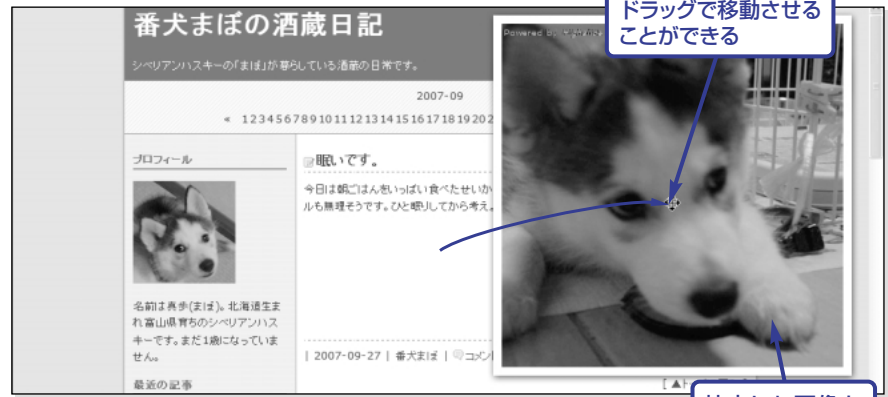 ドラッグで移動させる
ことができる
番犬まぼの酒蔵日記
シベリアンハスキーの「まぼ」が暮らしている酒蔵の日常です。
2007-09
« 1 2 3 4 5 6 7 8 9 10 11 12 13 14 15 16 17 18 19 20 2
プロフィール
名前は真歩(まほ)。北海道生ま
れ富山県育ちのシベリアンハス
キーです。まだ1歳になっていま
せん。
最近の記事
眠いです。
今日は朝ごはんをいっぱい食べたせいか
ルも無理そうです。ひと眠りしてから考え。
| 2007-09-27 | 番犬まぼ | コメン
Powered By
[ ▲